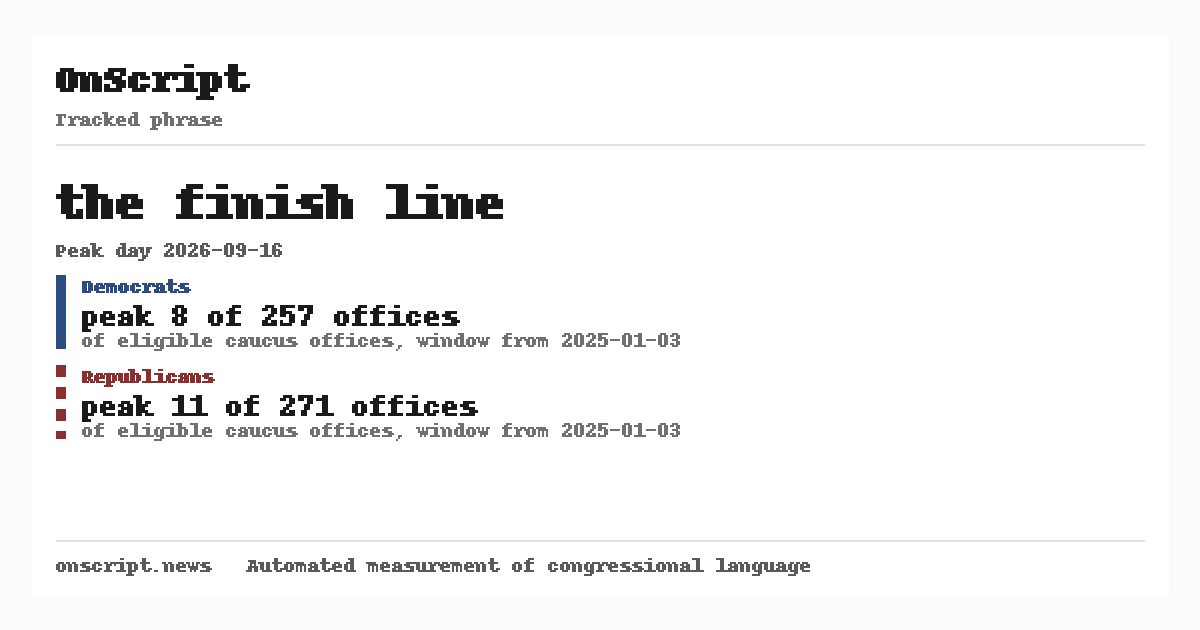 OnScript
Tracked phrase
the finish line
Peak day 2026-09-16
Democrats
peak 8 of 257 offices
of eligible caucus offices, window from 2025-01-03
Republicans
peak 11 of 271 offices
of eligible caucus offices, window from 2025-01-03
onscript.news Automated measurement of congressional language